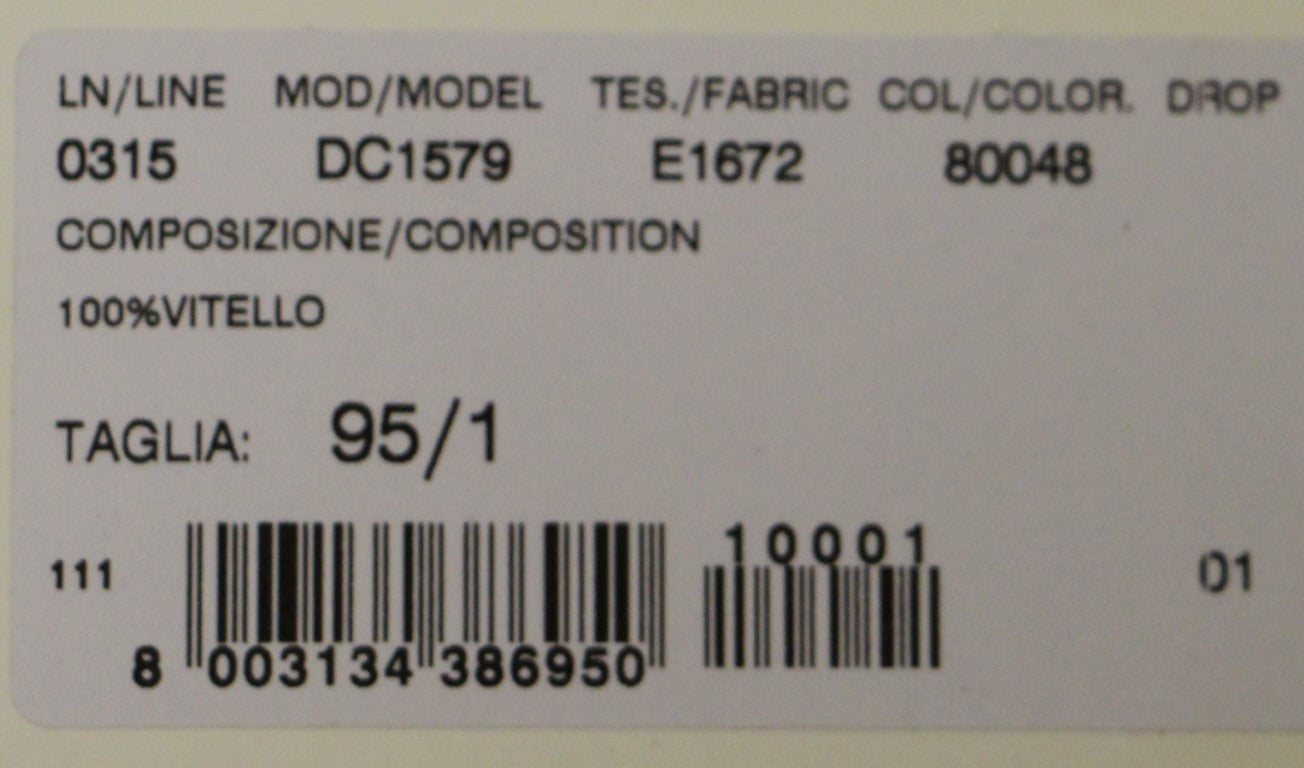 LN/LINE MOD/MODEL TES./FABRIC COL/COLOR. DROP
0315 DC1579 E1672 80048
COMPOSIZIONE/COMPOSITION
100%VITELLO
TAGLIA: 95/1
10001
111 01
8 003134 386950